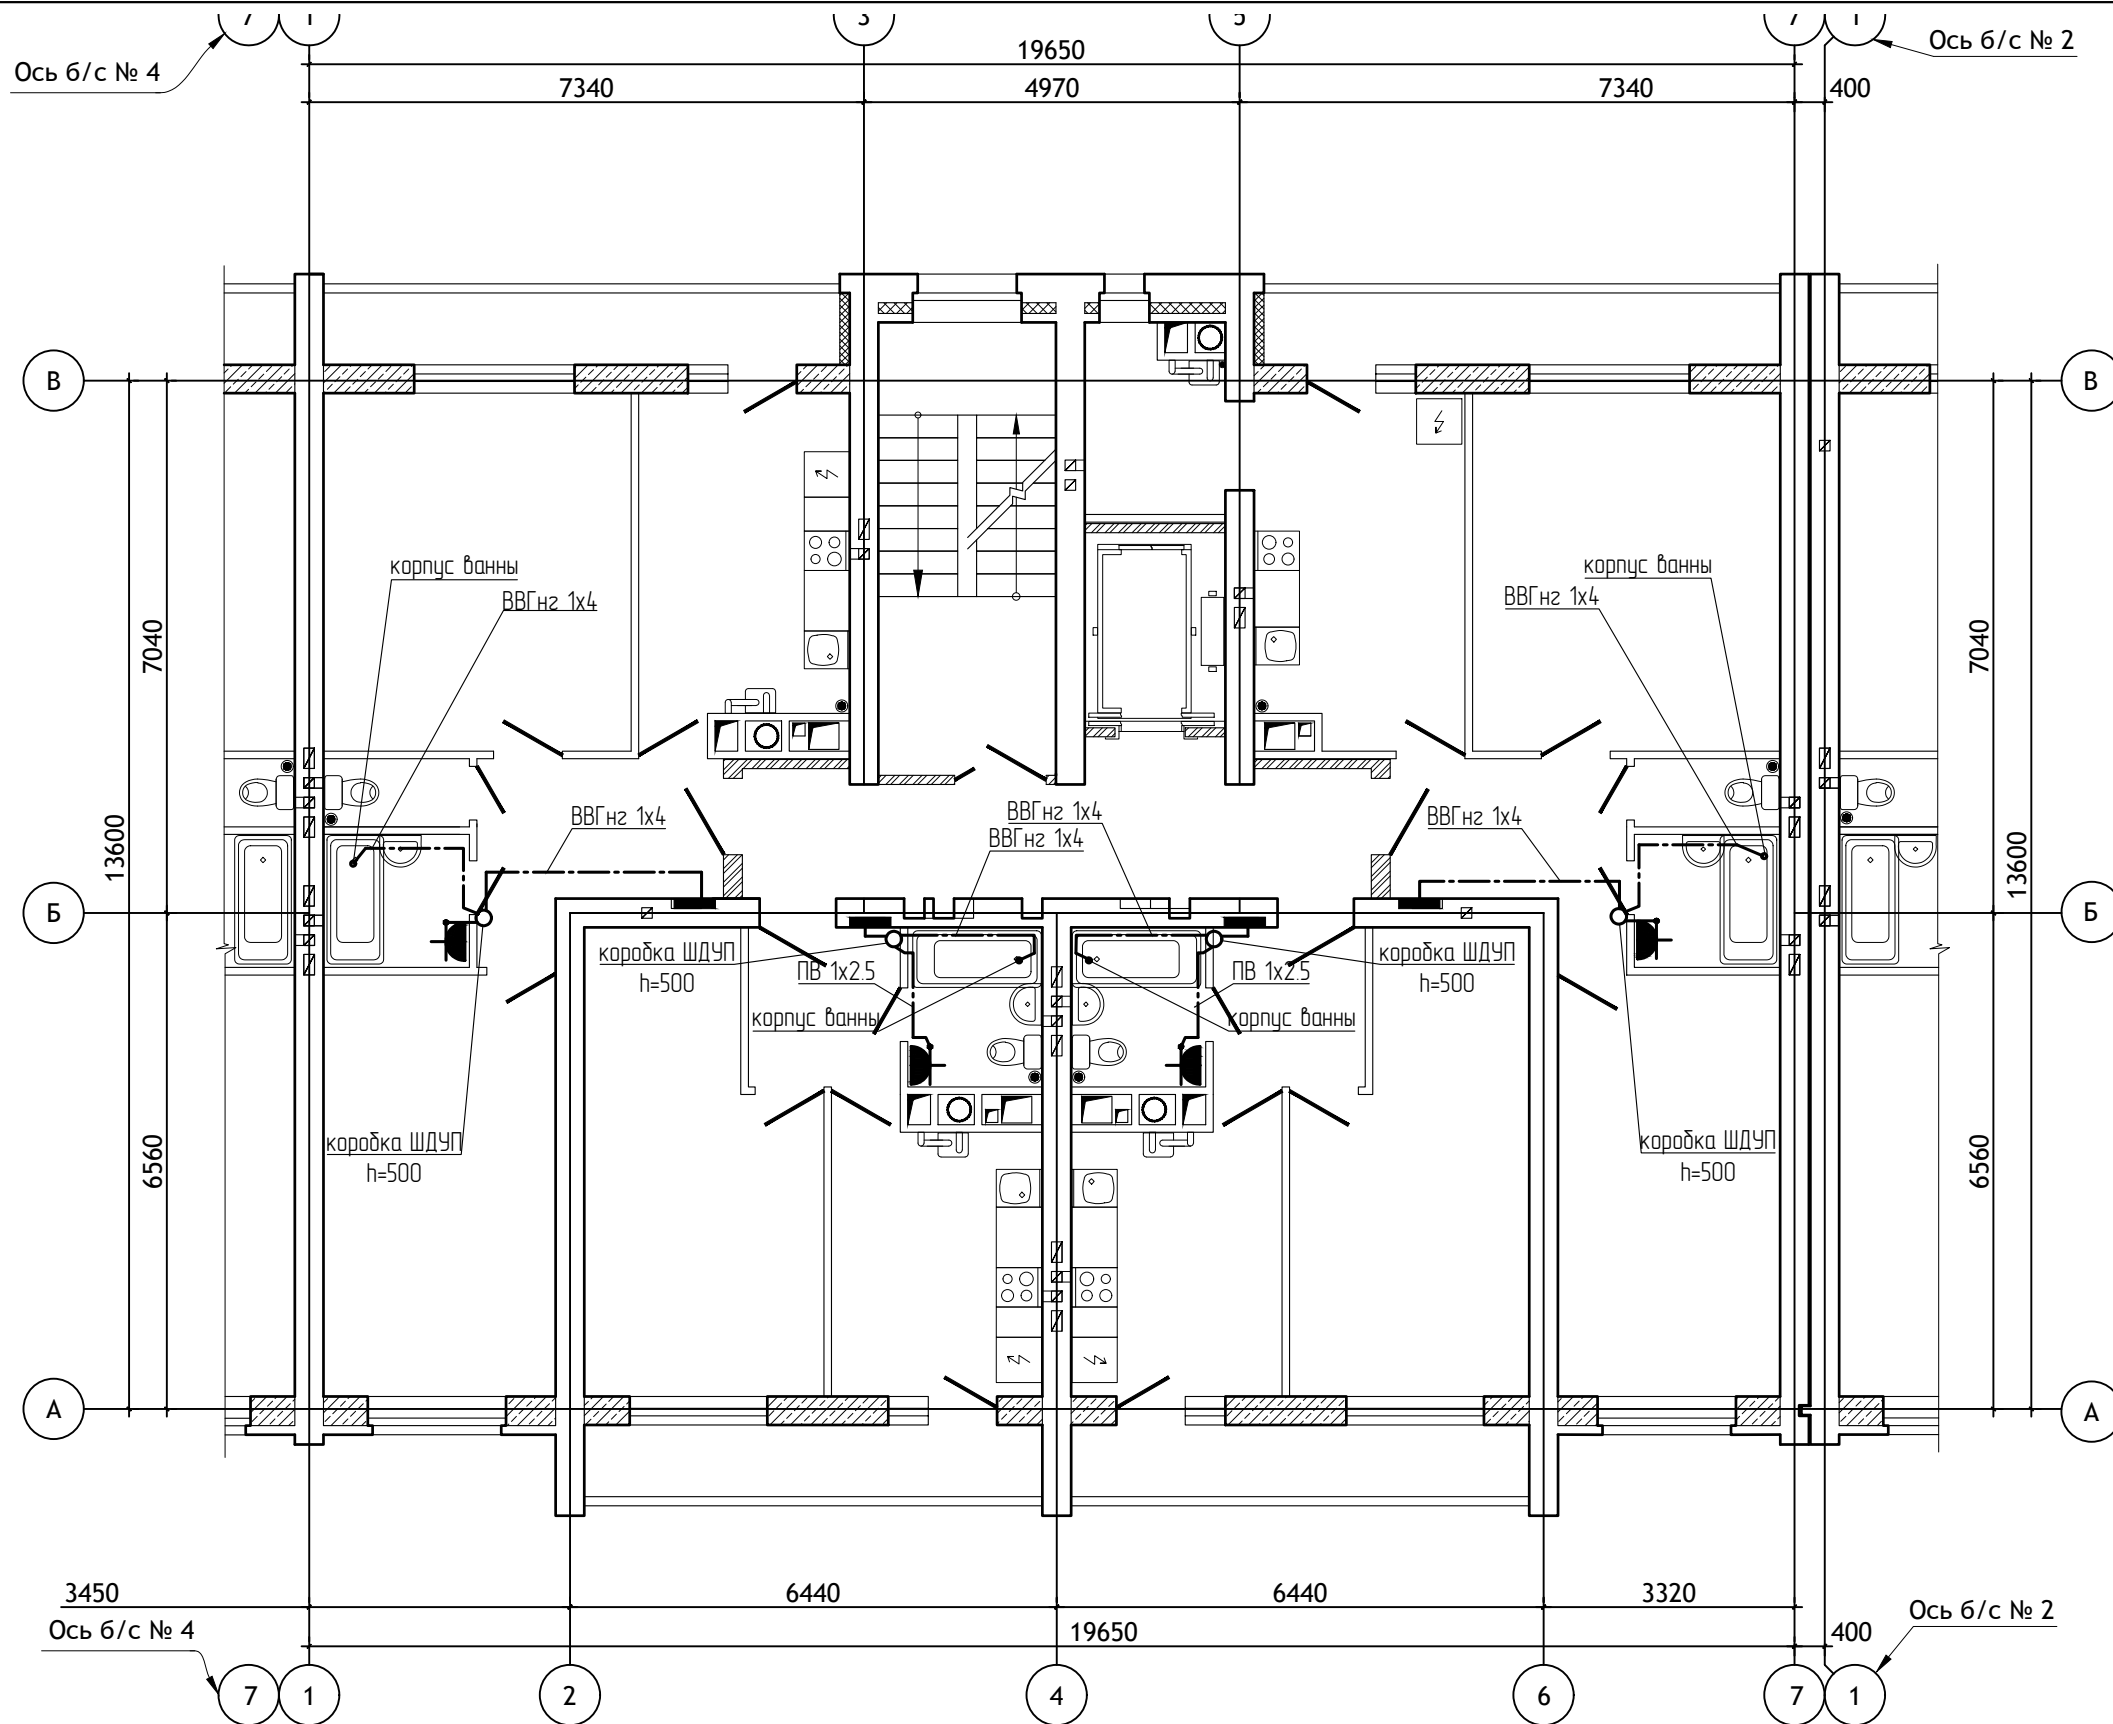 7 1 3 5 7 1
Ось б/с № 4
19650
Ось б/с № 2
7340 4970 7340 400
В В
корпус ванны
ВВГнг 1х4
корпус ванны
ВВГнг 1х4
7040
7040
13600
13600
ВВГнг 1х4
ВВГнг 1х4
ВВГнг 1х4
ВВГнг 1х4
Б Б
коробка ШДУП
h=500
ПВ 1х2.5
корпус ванны
ПВ 1х2.5
корпус ванны
коробка ШДУП
h=500
коробка ШДУП
h=500
коробка ШДУП
h=500
6560
6560
А А
3450 6440 6440 3320
Ось б/с № 4
19650 400
Ось б/с № 2
7 1 2 4 6 7 1